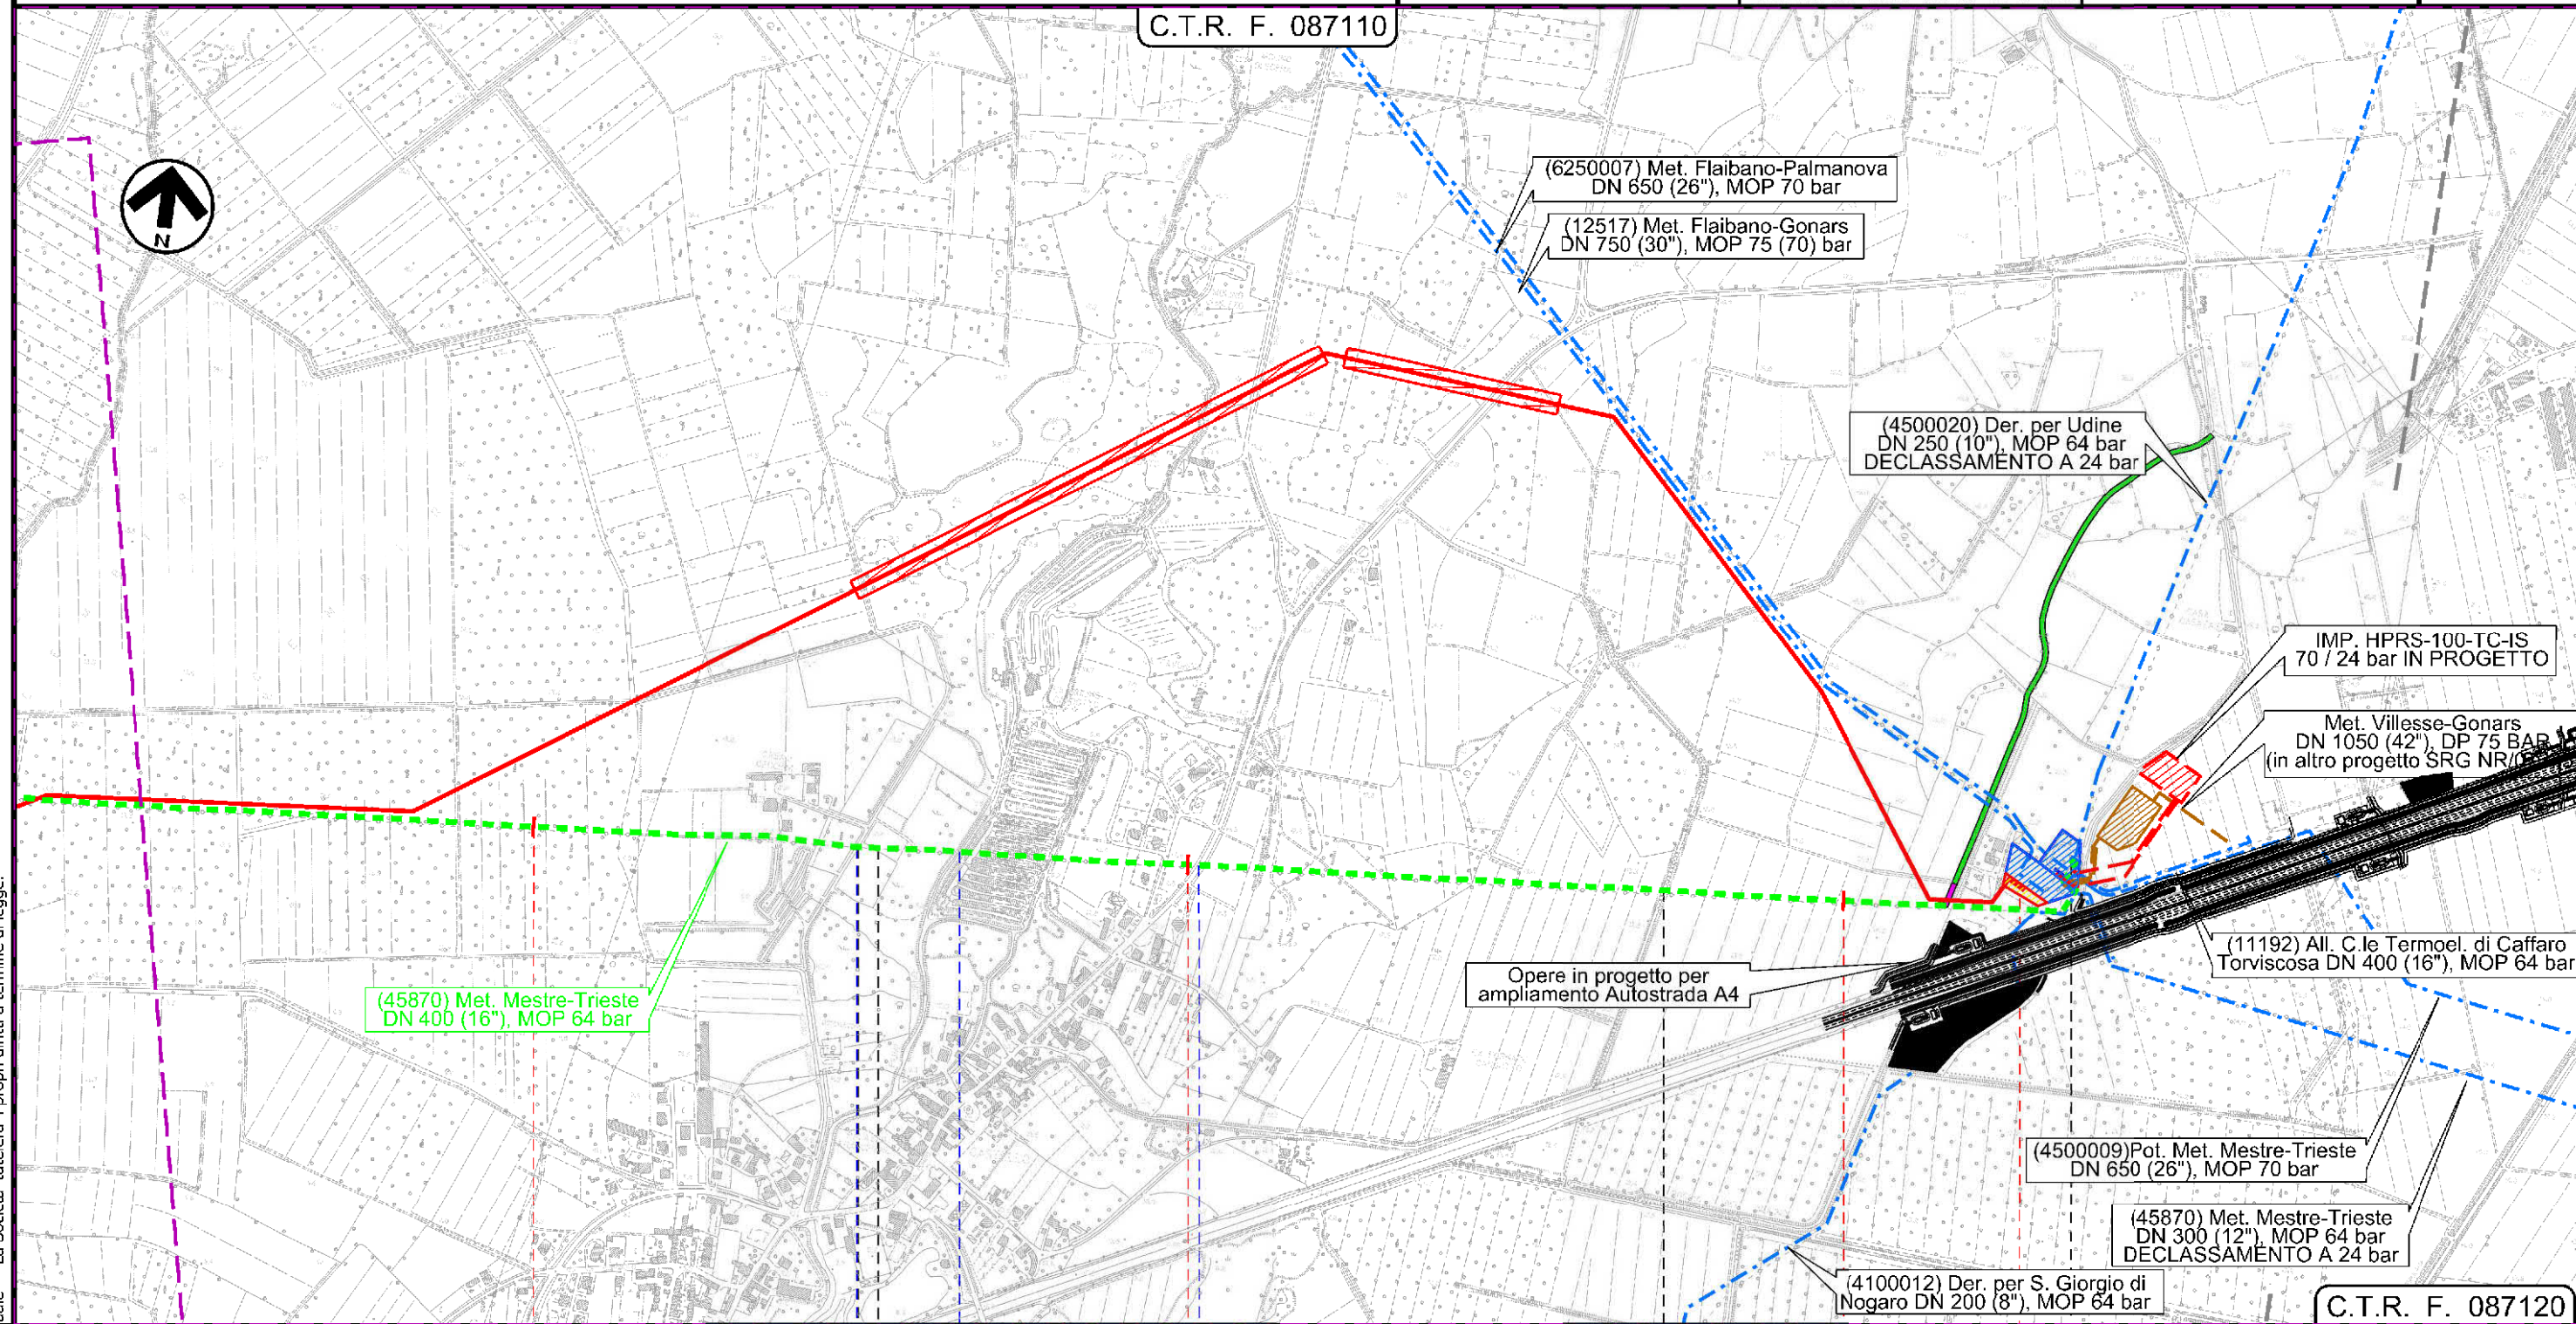 C.T.R. F. 087110
N
(6250007) Met. Flaibano-Palmanova
DN 650 (26"), MOP 70 bar
(12517) Met. Flaibano-Gonars
DN 750 (30"), MOP 75 (70) bar
(4500020) Der. per Udine
DN 250 (10"), MOP 64 bar
DECLASSAMENTO A 24 bar
IMP. HPRS-100-TC-IS
70 / 24 bar IN PROGETTO
Met. Villesse-Gonars
DN 1050 (42"), DP 75 BAR
(in altro progetto SRG NR/
(11192) All. C.le Termoel. di Caffaro
Torviscosa DN 400 (16"), MOP 64 bar
Opere in progetto per
ampliamento Autostrada A4
(45870) Met. Mestre-Trieste
DN 400 (16"), MOP 64 bar
(4500009)Pot. Met. Mestre-Trieste
DN 650 (26"), MOP 70 bar
(45870) Met. Mestre-Trieste
DN 300 (12"), MOP 64 bar
DECLASSAMENTO A 24 bar
(4100012) Der. per S. Giorgio di
Nogaro DN 200 (8"), MOP 64 bar
C.T.R. F. 087120